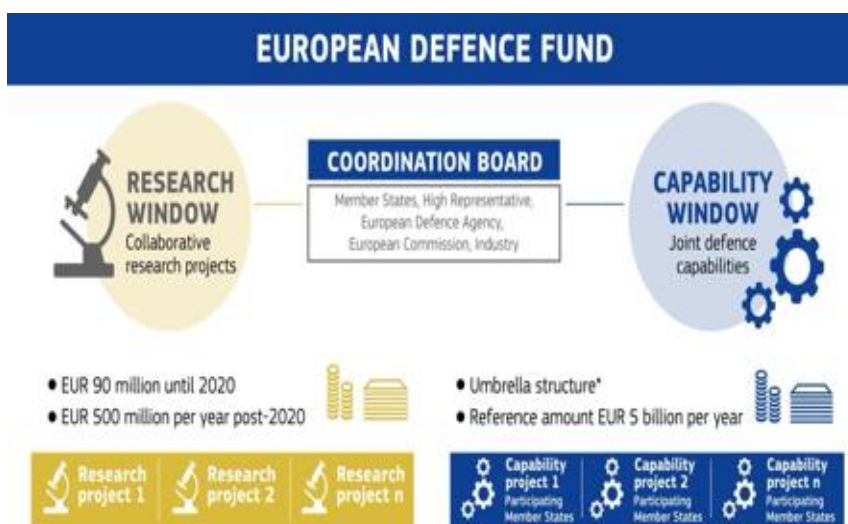 EUROPEAN DEFENCE FUND
RESEARCH
WINDOW
Collaborative
research projects
COORDINATION BOARD
Member States, High Representative,
European Defence Agency,
European Commission, Industry
CAPABILITY
WINDOW
Joint defence
capabilities
• EUR 90 million until 2020
• EUR 500 million per year post-2020
• Umbrella structure*
• Reference amount EUR 5 billion per year
Research
project 1
Research
project 2
Research
project n
Capability
project 1
Participating
Member States
Capability
project 2
Participating
Member States
Capability
project n
Participating
Member States